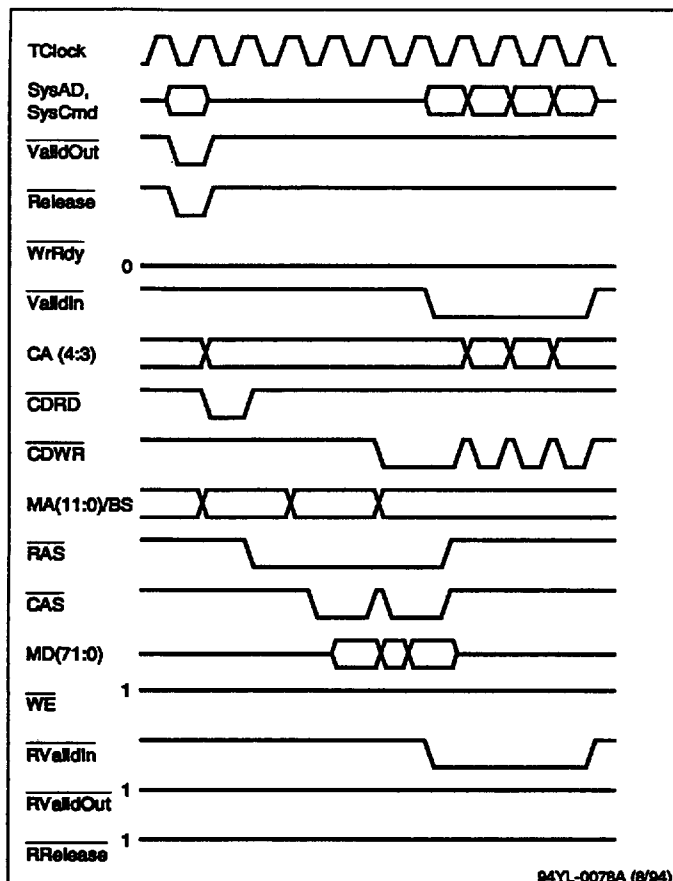 TClock
SysAD,
SysCmd
ValidOut
Release
WrRdy
0
ValidIn
CA (4:3)
CDRD
CDWR
MA(11:0)/BS
RAS
CAS
MD(71:0)
WE
1
RValidIn
RValidOut
1
RRelease
1
94YL-0078A (8/94)